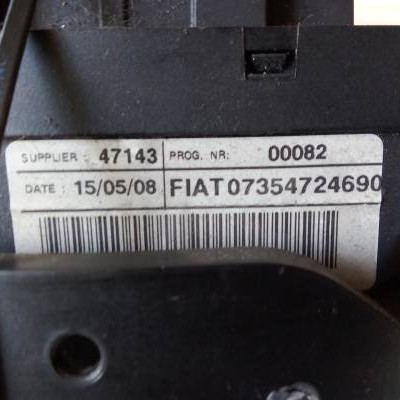 SUPPLIER : 47143 PROG. NR: 00082
DATE : 15/05/08 FIAT 07354724690